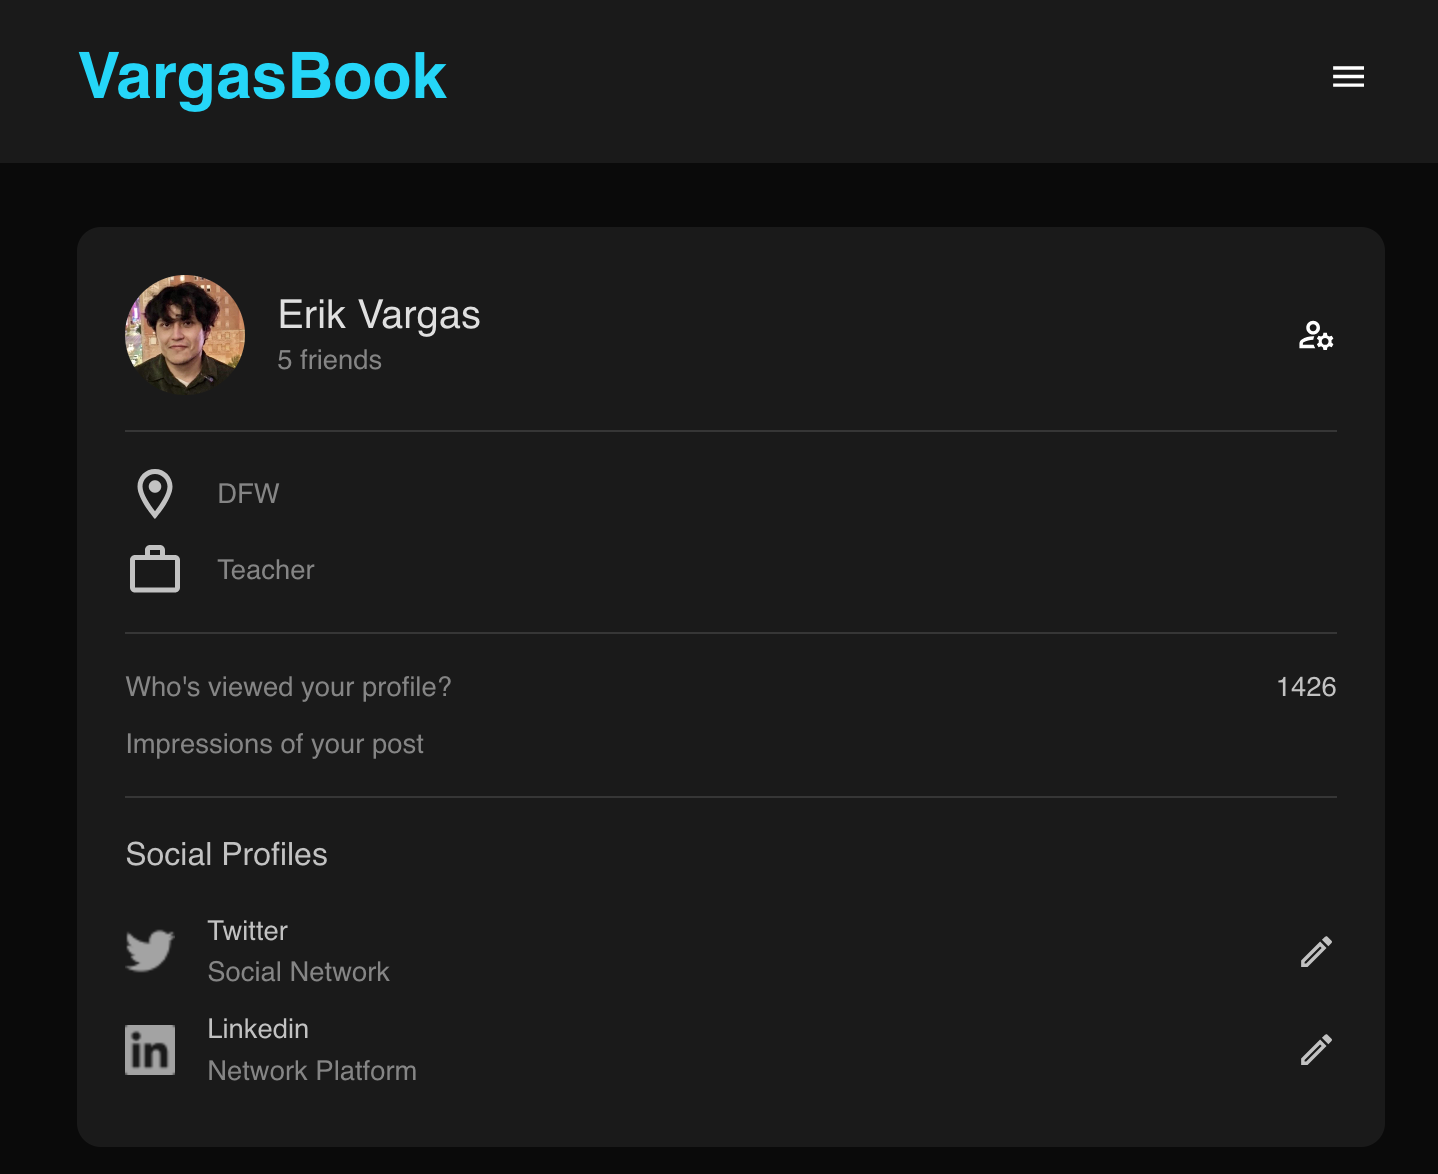 VargasBook
Erik Vargas
5 friends
DFW
Teacher
Who's viewed your profile? 1426
Impressions of your post
Social Profiles
Twitter
Social Network
in
Linkedin
Network Platform